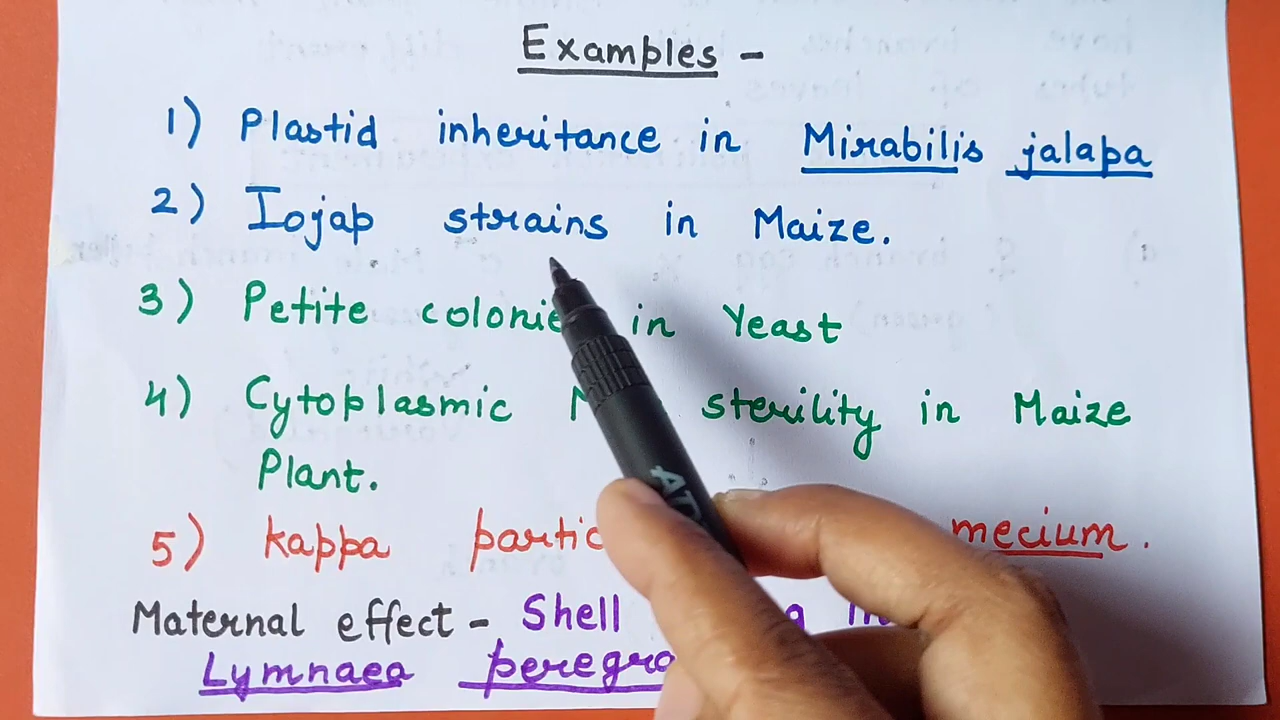 Examples -
1) Plastid inheritance in Mirabilis jalapa
2) Iojap strains in Maize.
3) Petite colonie in Yeast
4) Cytoplasmic M sterility in Maize
Plant.
5) kappa partic mecium.
Maternal effect - Shell g in
Lymnaea peregra